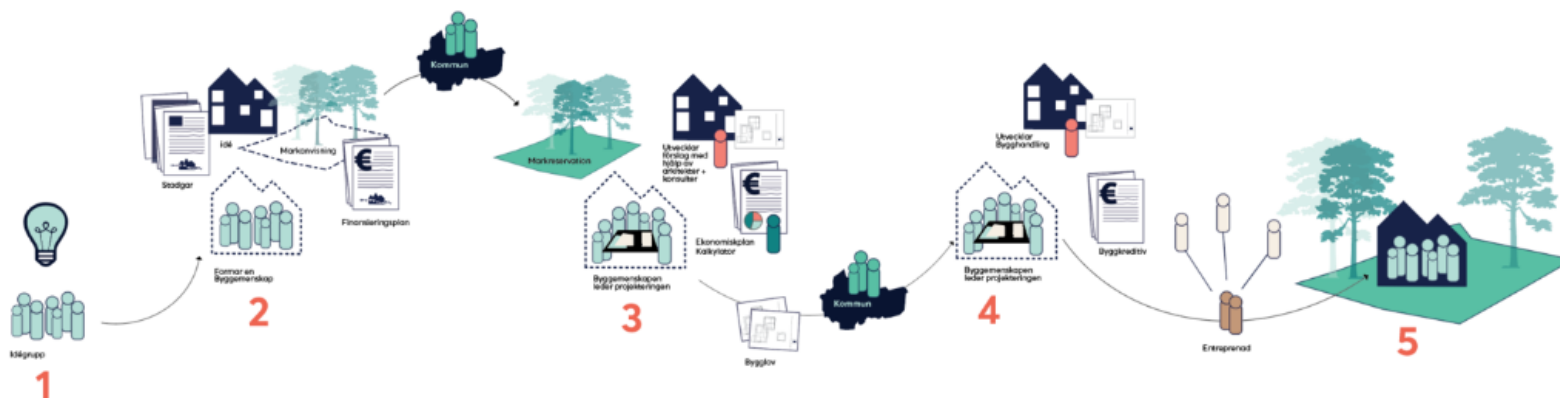 Idégrupp
1
Stadgar
idé
Markanvisning
Finansieringsplan
Formar en
Byggemenskap
2
Kommun
Markreservation
Utvecklar
förslag med
hjälp av
arkitekter +
konsulter
Ekonomiskplan
Kalkylator
Byggemenskapen
leder projekteringen
3
Bygglov
Kommun
Utvecklar
Bygghandling
Byggkreditiv
Byggemenskapen
leder projekteringen
4
Entreprenad
5